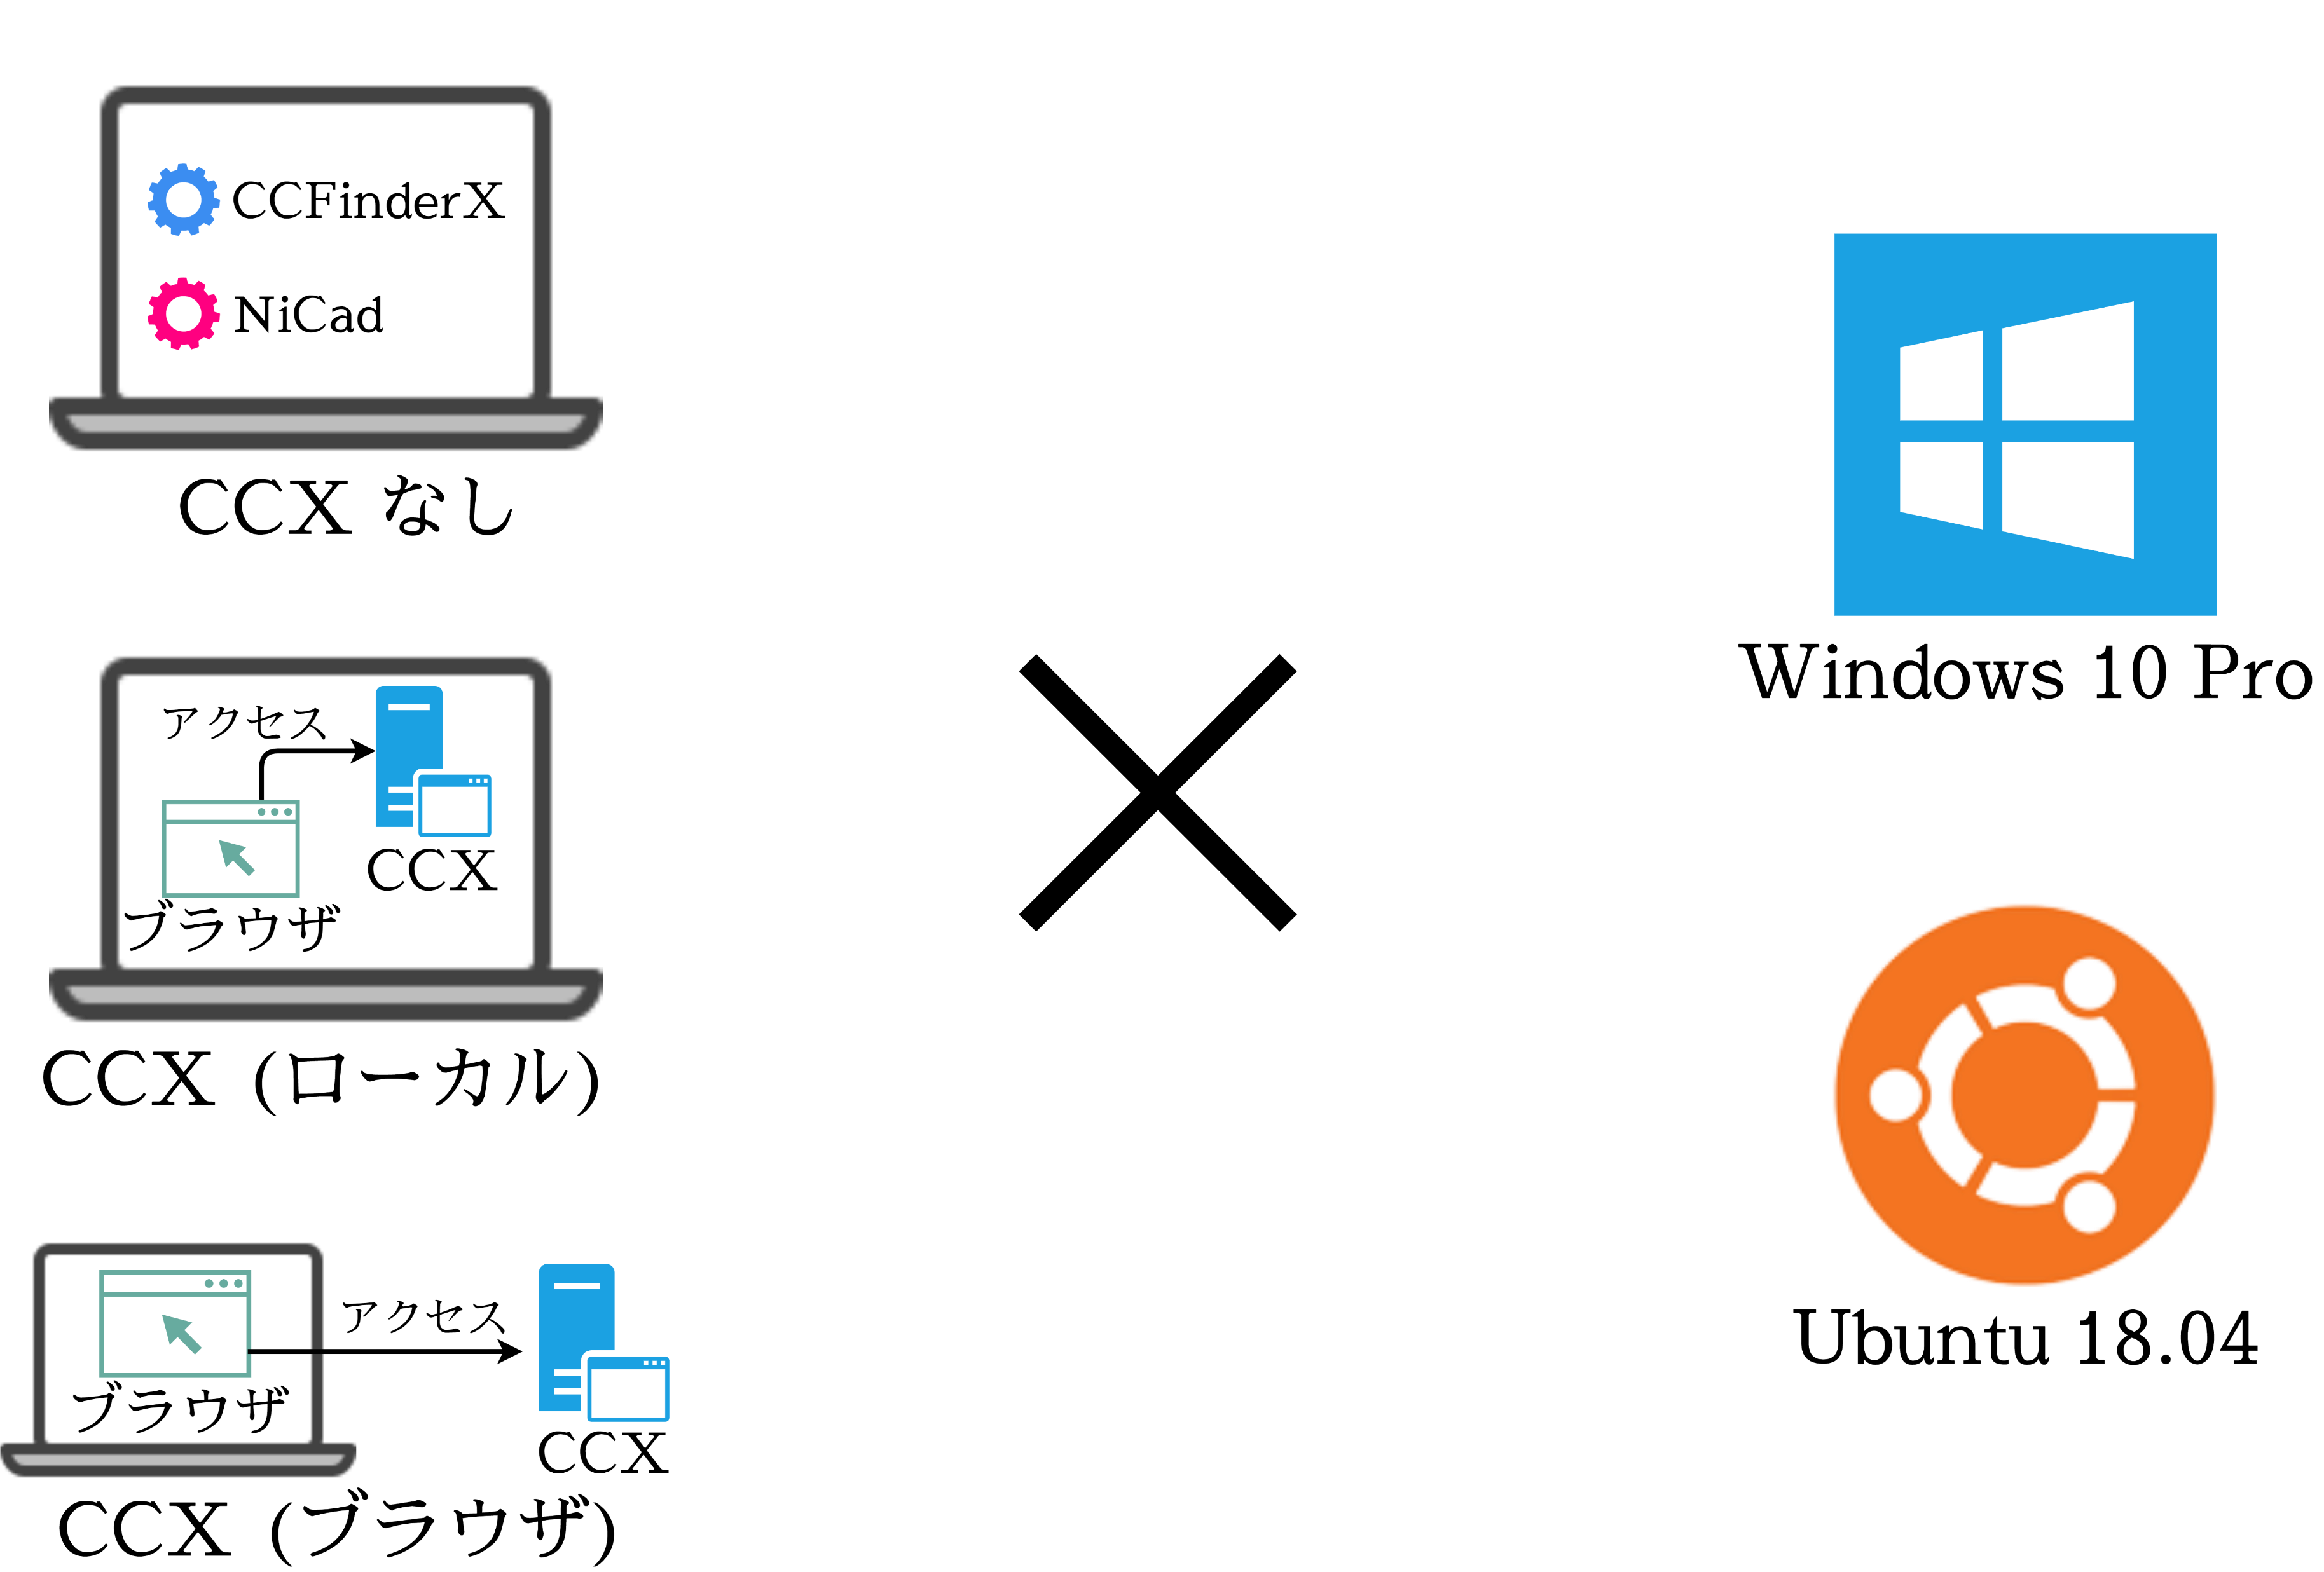 CCFinderX
NiCad
CCX なし
アクセス
CCX
ブラウザ
CCX (ローカル)
アクセス
ブラウザ
CCX
CCX (ブラウザ)
Windows 10 Pro
Ubuntu 18.04